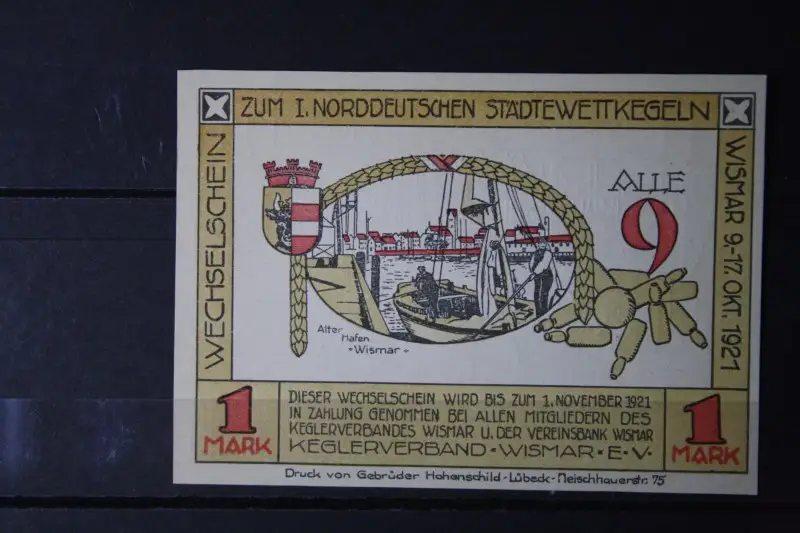 ZUM I. NORDDEUTSCHEN STÄDTEWETTKEGELN
WECHSELSCHEIN
WISMAR 9.-17. OKT. 1921
ALLE
9
Alter
Hafen
-Wismar-
1
MARK
DIESER WECHSELSCHEIN WIRD BIS ZUM 1. NOVEMBER 1921
IN ZAHLUNG GENOMMEN BEI ALLEN MITGLIEDERN DES
KEGLERVERBANDES WISMAR U. DER VEREINSBANK WISMAR
KEGLERVERBAND · WISMAR · E · V ·
1
MARK
Druck von Gebrüder Hohenschild - Lübeck - Fleischhauerstr. 75